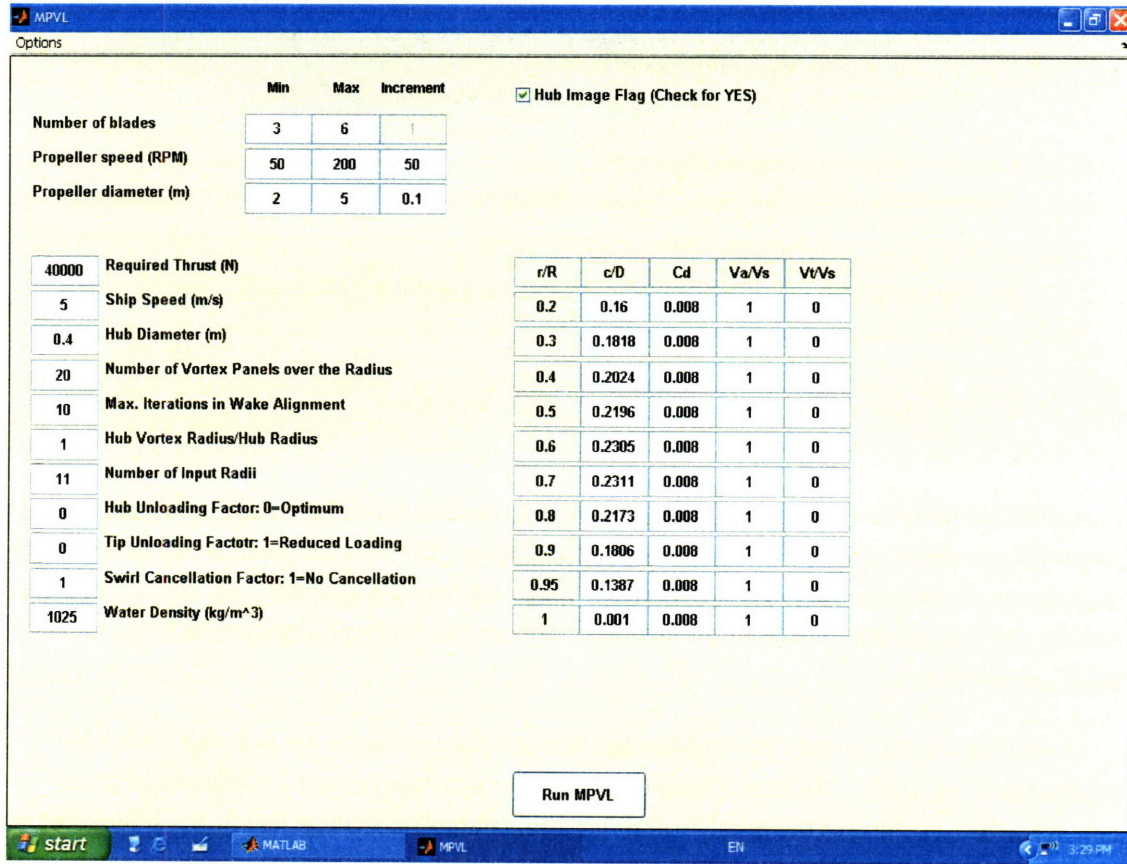 MPVL
Options
Min Max Increment
Hub Image Flag (Check for YES)
Number of blades 3 6 1
Propeller speed (RPM) 50 200 50
Propeller diameter (m) 2 5 0.1
40000 Required Thrust (N)
5 Ship Speed (m/s)
0.4 Hub Diameter (m)
20 Number of Vortex Panels over the Radius
10 Max. Iterations in Wake Alignment
1 Hub Vortex Radius/Hub Radius
11 Number of Input Radii
0 Hub Unloading Factor: 0=Optimum
0 Tip Unloading Factotr: 1=Reduced Loading
1 Swirl Cancellation Factor: 1=No Cancellation
1025 Water Density (kg/m^3)
r/R c/D Cd Va/Vs Vt/Vs
0.2 0.16 0.008 1 0
0.3 0.1818 0.008 1 0
0.4 0.2024 0.008 1 0
0.5 0.2196 0.008 1 0
0.6 0.2305 0.008 1 0
0.7 0.2311 0.008 1 0
0.8 0.2173 0.008 1 0
0.9 0.1806 0.008 1 0
0.95 0.1387 0.008 1 0
1 0.001 0.008 1 0
Run MPVL
start MATLAB MPVL EN 3:29 PM